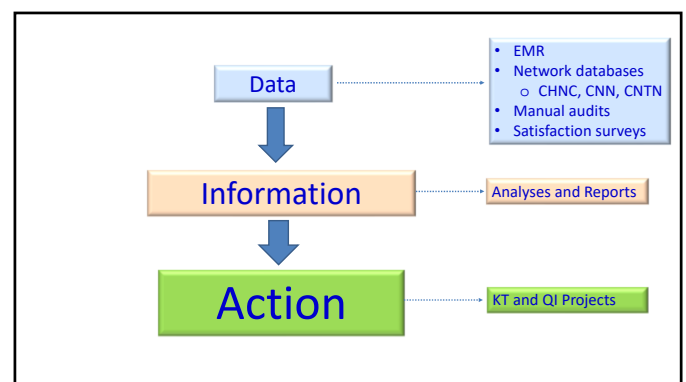 Data
• EMR
• Network databases
o CHNC, CNN, CNTN
• Manual audits
• Satisfaction surveys
Information
Analyses and Reports
Action
KT and QI Projects